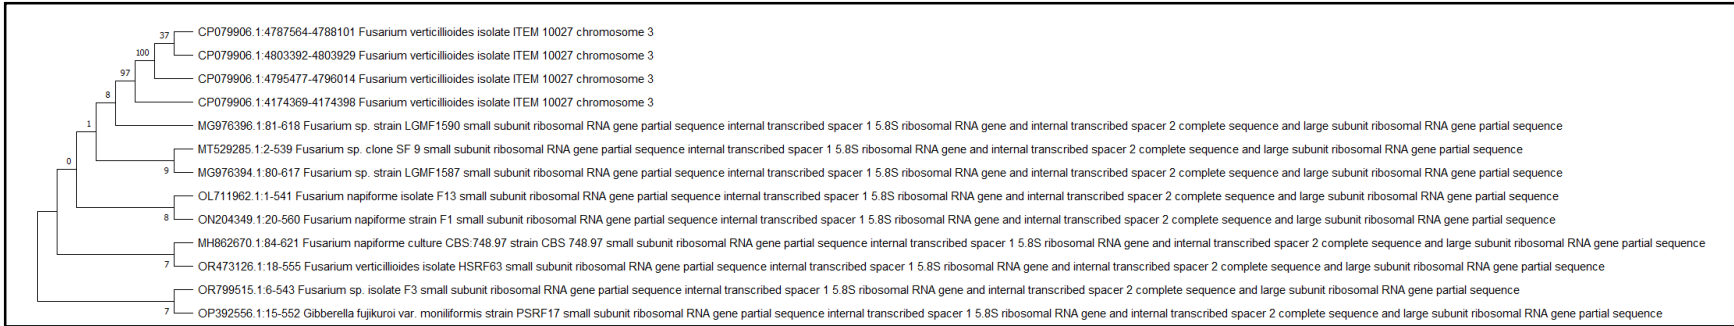 37
CP079906.1:4787564-4788101 Fusarium verticillioides isolate ITEM 10027 chromosome 3
100
CP079906.1:4803392-4803929 Fusarium verticillioides isolate ITEM 10027 chromosome 3
97
CP079906.1:4795477-4796014 Fusarium verticillioides isolate ITEM 10027 chromosome 3
8
CP079906.1:4174369-4174398 Fusarium verticillioides isolate ITEM 10027 chromosome 3
1
MG976396.1:81-618 Fusarium sp. strain LGMF1590 small subunit ribosomal RNA gene partial sequence internal transcribed spacer 1 5.8S ribosomal RNA gene and internal transcribed spacer 2 complete sequence and large subunit ribosomal RNA gene partial sequence
MT529285.1:2-539 Fusarium sp. clone SF 9 small subunit ribosomal RNA gene partial sequence internal transcribed spacer 1 5.8S ribosomal RNA gene and internal transcribed spacer 2 complete sequence and large subunit ribosomal RNA gene partial sequence
0
9
MG976394.1:80-617 Fusarium sp. strain LGMF1587 small subunit ribosomal RNA gene partial sequence internal transcribed spacer 1 5.8S ribosomal RNA gene and internal transcribed spacer 2 complete sequence and large subunit ribosomal RNA gene partial sequence
OL711962.1:1-541 Fusarium napiforme isolate F13 small subunit ribosomal RNA gene partial sequence internal transcribed spacer 1 5.8S ribosomal RNA gene and internal transcribed spacer 2 complete sequence and large subunit ribosomal RNA gene partial sequence
8
ON204349.1:20-560 Fusarium napiforme strain F1 small subunit ribosomal RNA gene partial sequence internal transcribed spacer 1 5.8S ribosomal RNA gene and internal transcribed spacer 2 complete sequence and large subunit ribosomal RNA gene partial sequence
MH862670.1:84-621 Fusarium napiforme culture CBS:748.97 strain CBS 748.97 small subunit ribosomal RNA gene partial sequence internal transcribed spacer 1 5.8S ribosomal RNA gene and internal transcribed spacer 2 complete sequence and large subunit ribosomal RNA gene partial sequence
7
OR473126.1:18-555 Fusarium verticillioides isolate HSRF63 small subunit ribosomal RNA gene partial sequence internal transcribed spacer 1 5.8S ribosomal RNA gene and internal transcribed spacer 2 complete sequence and large subunit ribosomal RNA gene partial sequence
OR799515.1:6-543 Fusarium sp. isolate F3 small subunit ribosomal RNA gene partial sequence internal transcribed spacer 1 5.8S ribosomal RNA gene and internal transcribed spacer 2 complete sequence and large subunit ribosomal RNA gene partial sequence
7
OP392556.1:15-552 Gibberella fujikuroi var. moniliformis strain PSRF17 small subunit ribosomal RNA gene partial sequence internal transcribed spacer 1 5.8S ribosomal RNA gene and internal transcribed spacer 2 complete sequence and large subunit ribosomal RNA gene partial sequence